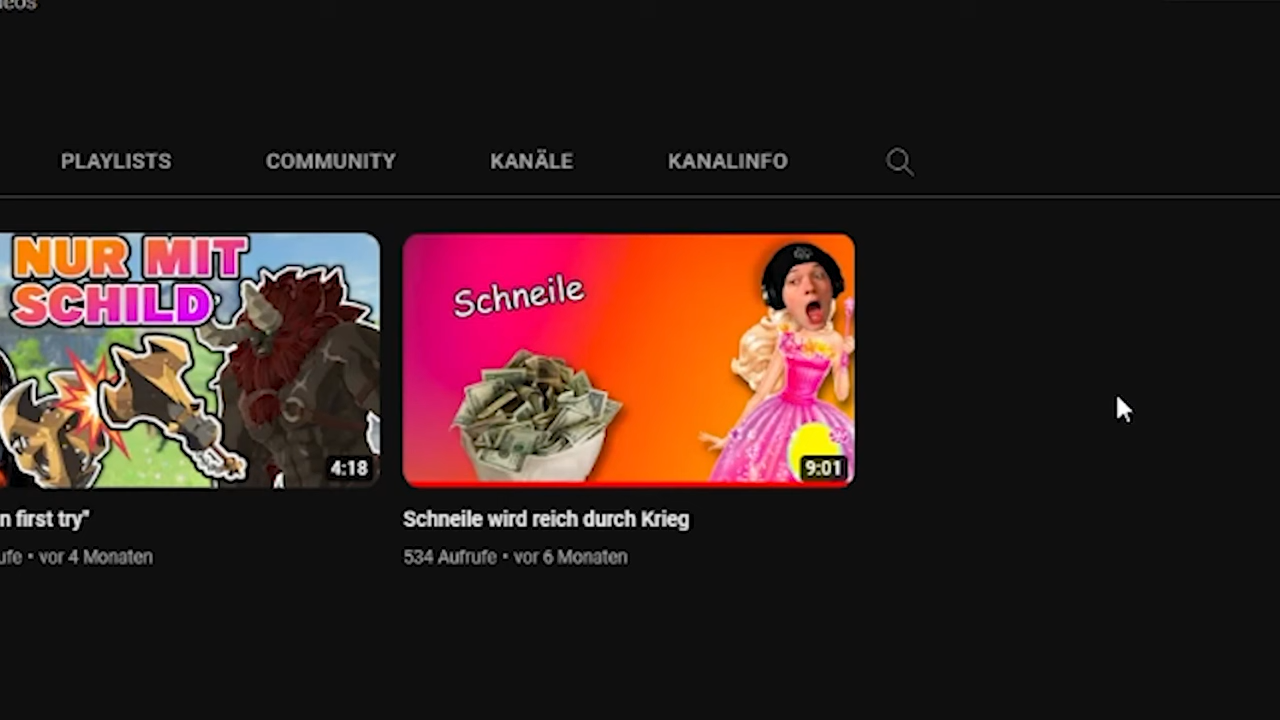 PLAYLISTS COMMUNITY KANÄLE KANALINFO
NUR MIT
SCHILD
4:18
Schneile
9:01
n first try"
vor 4 Monaten
Schneile wird reich durch Krieg
534 Aufrufe • vor 6 Monaten